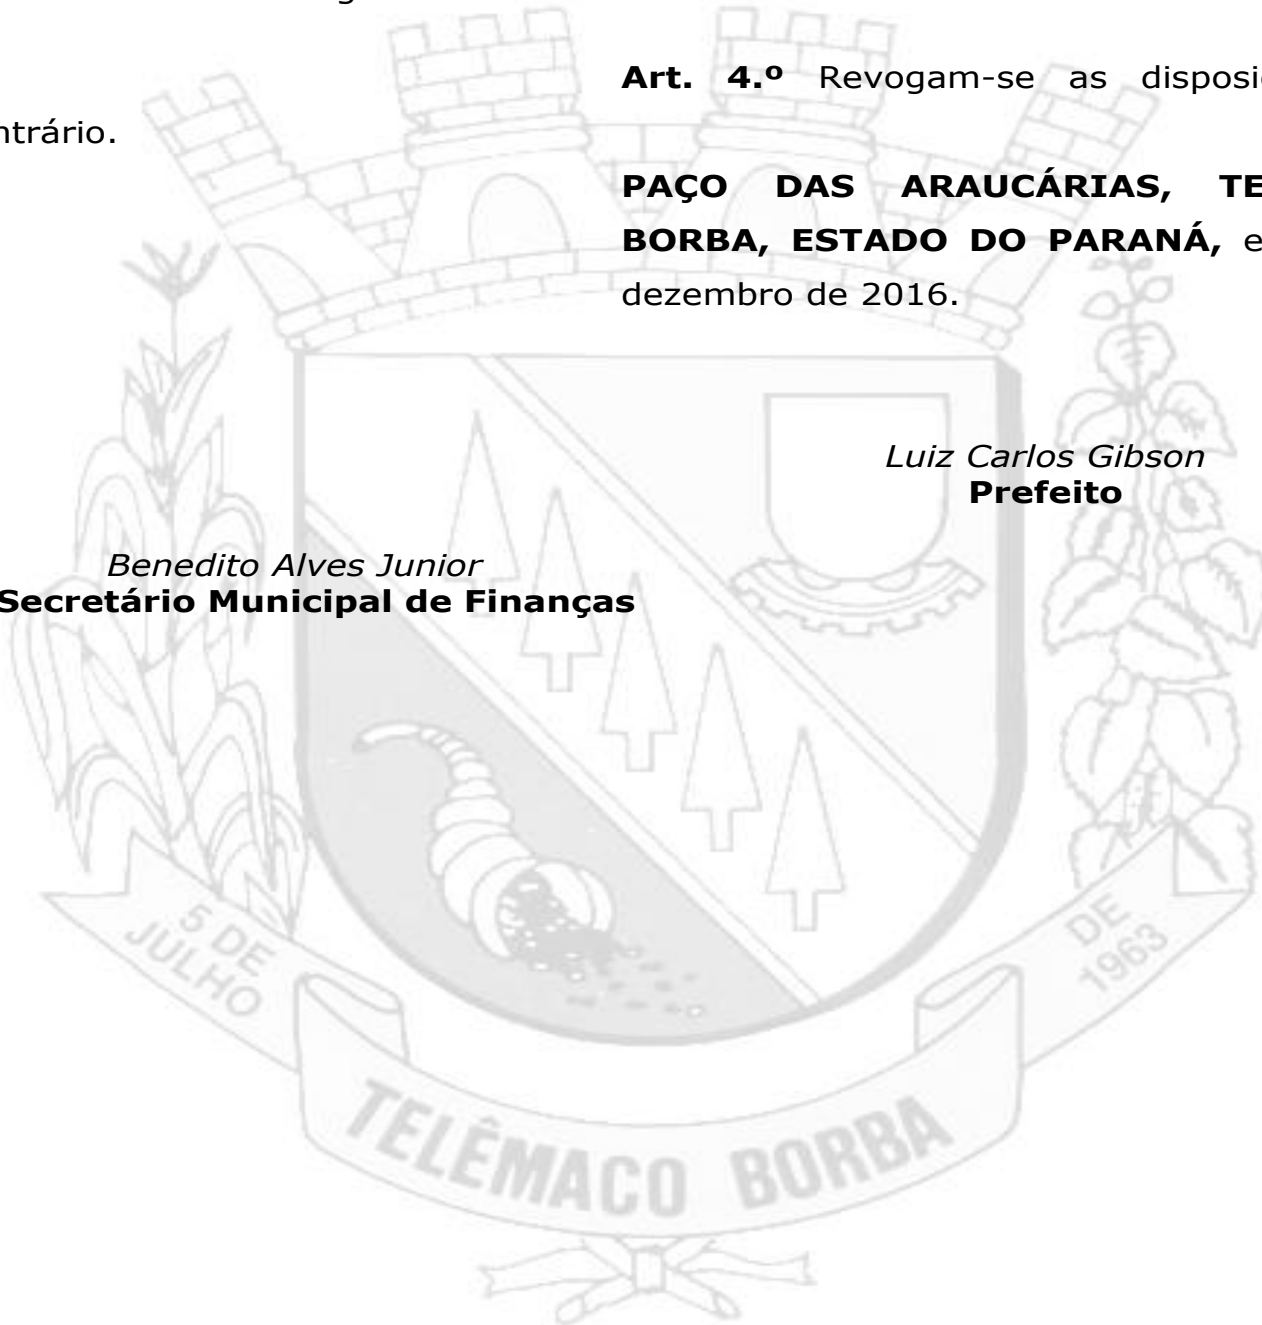 Art. 4.º Revogam-se as disposiç
ntrário.
PAÇO DAS ARAUCÁRIAS, TE
BORBA, ESTADO DO PARANÁ, e
dezembro de 2016.
Luiz Carlos Gibson
Prefeito
Benedito Alves Junior
Secretário Municipal de Finanças
5 DE
JULHO
DE
1963
TELÊMACO BORBA